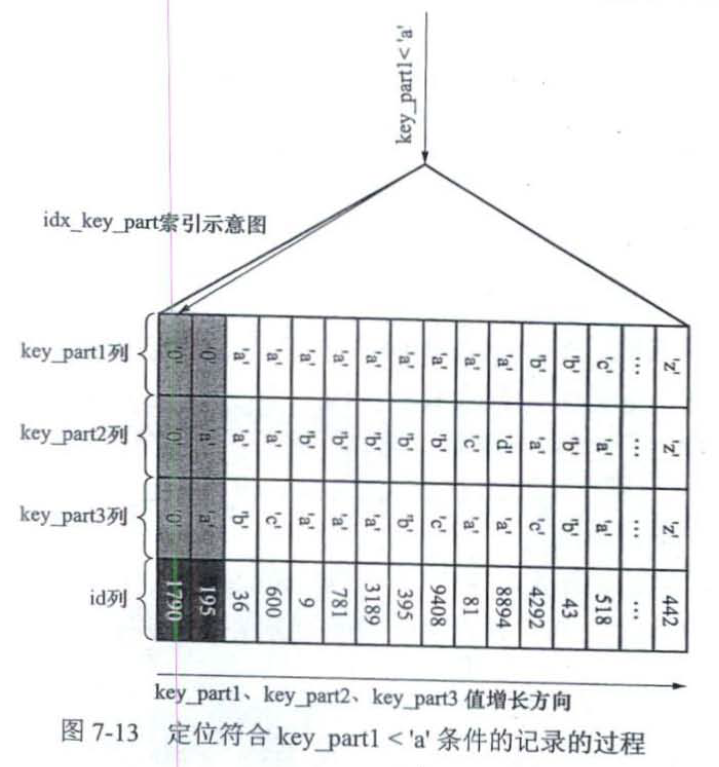 key_part1 < 'a'
idx_key_part索引示意图
key_part1列 '0' '0' 'a' 'a' 'a' 'a' 'a' 'a' 'a' 'a' 'a' 'b' 'b' 'c' … 'z'
key_part2列 '0' 'a' 'a' 'a' 'b' 'b' 'b' 'b' 'b' 'c' 'd' 'a' 'b' 'a' … 'z'
key_part3列 '0' 'a' 'b' 'c' 'a' 'a' 'a' 'b' 'c' 'a' 'a' 'c' 'b' 'a' … 'z'
id列 1790 195 36 600 9 781 3189 395 9408 81 8894 4292 43 518 … 442
key_part1、key_part2、key_part3 值增长方向
图 7-13 定位符合 key_part1 < 'a' 条件的记录的过程